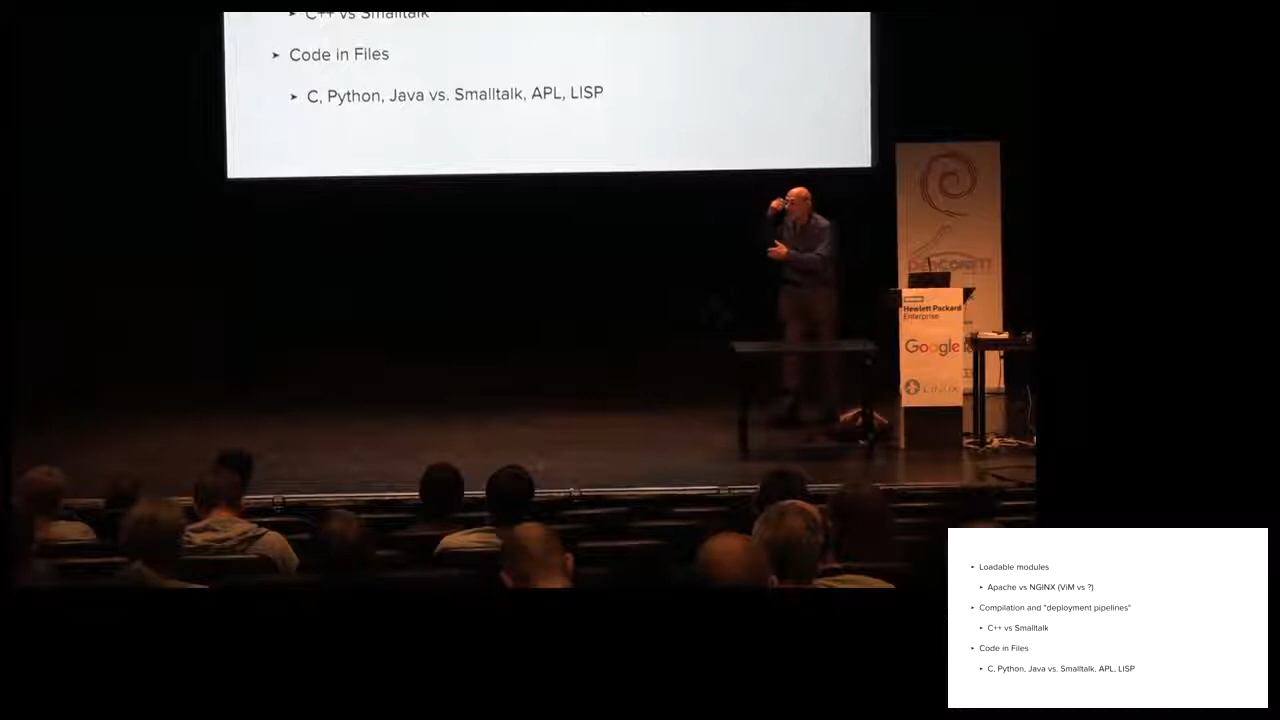 C++ vs Smalltalk
➤ Code in Files
➤ C, Python, Java vs. Smalltalk, APL, LISP
Hewlett Packard
Enterprise
Google
➤ Loadable modules
➤ Apache vs NGINX (ViM vs ?)
➤ Compilation and "deployment pipelines"
➤ C++ vs Smalltalk
➤ Code in Files
➤ C, Python, Java vs. Smalltalk, APL, LISP